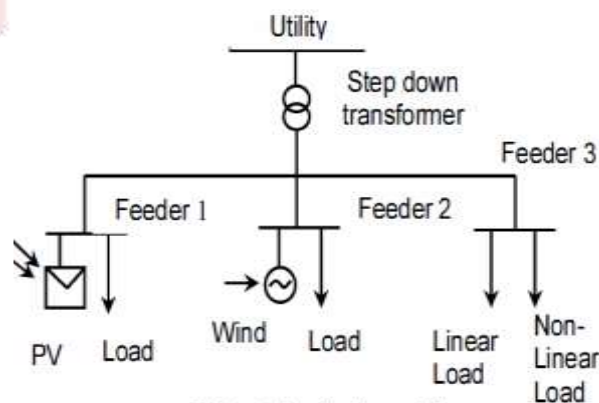 Utility
Step down
transformer
Feeder 3
Feeder 1
Feeder 2
PV
Load
Wind
Load
Linear
Load
Non-
Linear
Load